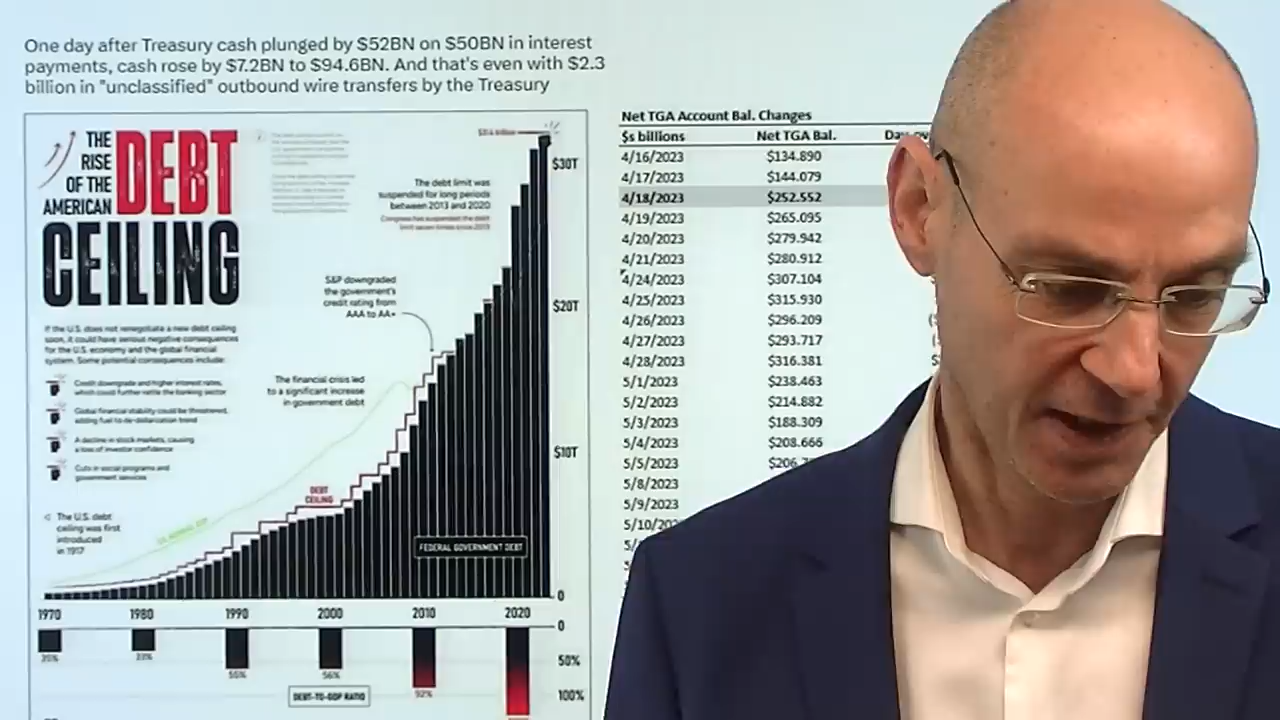 One day after Treasury cash plunged by $52BN on $50BN in interest
payments, cash rose by $7.2BN to $94.6BN. And that's even with $2.3
billion in "unclassified" outbound wire transfers by the Treasury
THE
RISE
OF THE
AMERICAN
DEBT
CEILING
If the U.S. does not renegotiate a new debt ceiling
soon, it could have serious negative consequences
for the U.S. economy and the global financial
system. Some potential consequences include:
Credit downgrade and higher interest rates,
which could further rattle the banking sector
Global financial stability could be threatened,
adding fuel to de-dollarization trend
A decline in stock markets, causing
a loss of investor confidence
Cuts in social programs and
government services
The U.S. debt
ceiling was first
introduced
in 1917
The debt limit was
suspended for long periods
between 2013 and 2020
Congress has suspended the debt
limit seven times since 2013
S&P downgraded
the government's
credit rating from
AAA to AA+
The financial crisis led
to a significant increase
in government debt
DEBT
CEILING
FEDERAL GOVERNMENT DEBT
$30T
$20T
$10T
0
1970 1980 1990 2000 2010 2020
0
50%
100%
35% 33% 55% 56% 92%
DEBT-TO-GDP RATIO
Net TGA Account Bal. Changes
$s billions Net TGA Bal.
4/16/2023 $134.890
4/17/2023 $144.079
4/18/2023 $252.552
4/19/2023 $265.095
4/20/2023 $279.942
4/21/2023 $280.912
4/24/2023 $307.104
4/25/2023 $315.930
4/26/2023 $296.209
4/27/2023 $293.717
4/28/2023 $316.381
5/1/2023 $238.463
5/2/2023 $214.882
5/3/2023 $188.309
5/4/2023 $208.666
5/5/2023 $206.
5/8/2023
5/9/2023
5/10/202